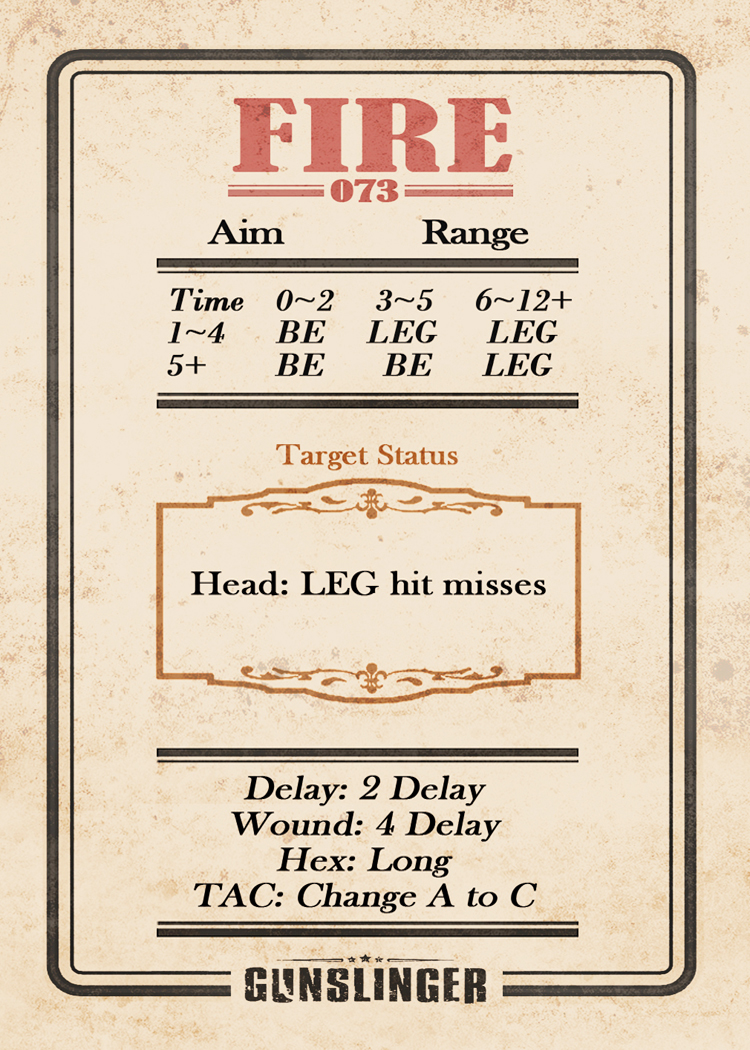 FIRE
073
Aim Range
Time 0~2 3~5 6~12+
1~4 BE LEG LEG
5+ BE BE LEG
Target Status
Head: LEG hit misses
Delay: 2 Delay
Wound: 4 Delay
Hex: Long
TAC: Change A to C
GUNSLINGER